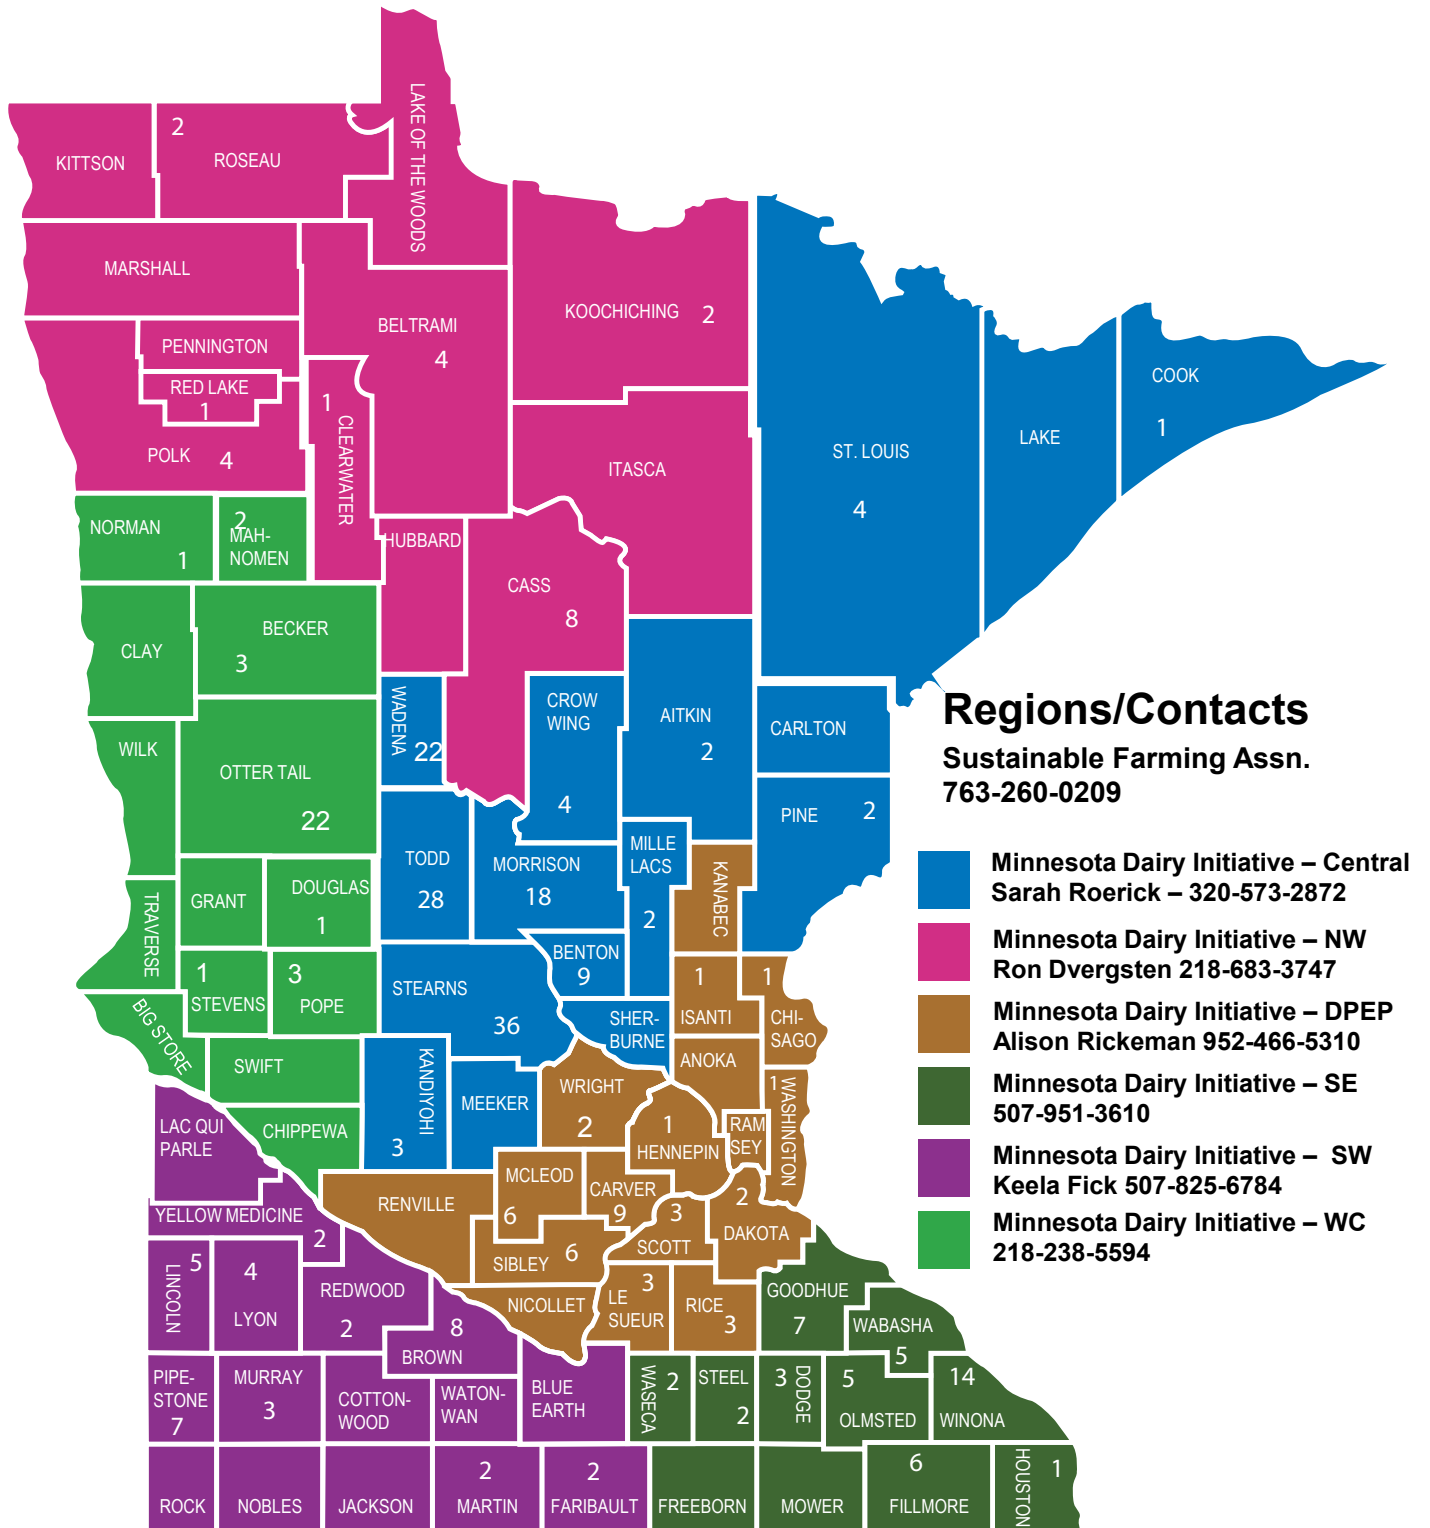 LAKE OF THE WOODS
2
KITTSON
ROSEAU
MARSHALL
BELTRAMI
4
KOOCHICHING 2
PENNINGTON
RED LAKE
1
1
CLEARWATER
POLK 4
ITASCA
ST. LOUIS
4
LAKE
COOK
1
NORMAN
1
2
MAH-
NOMEN
HUBBARD
CASS
8
CLAY
BECKER
3
WADENA
22
CROW
WING
4
AITKIN
2
CARLTON
WILK
OTTER TAIL
22
PINE 2
TODD
28
MORRISON
18
MILLE
LACS
2
KANABEC
TRAVERSE
GRANT
DOUGLAS
1
BENTON
9
1
STEVENS
3
POPE
STEARNS
36
1
ISANTI
1
CHI-
SAGO
BIG STORE
SWIFT
SHER-
BURNE
ANOKA
KANDIYOHI
3
MEEKER
WRIGHT
2
1
HENNEPIN
RAM
SEY
1
WASHINGTON
LAC QUI
PARLE
CHIPPEWA
RENVILLE
MCLEOD
6
CARVER
9
3
SCOTT
2
DAKOTA
YELLOW MEDICINE
2
SIBLEY 6
LINCOLN
5
4
LYON
REDWOOD
2
NICOLLET
3
LE
SUEUR
RICE
3
GOODHUE
7
WABASHA
5
8
BROWN
PIPE-
STONE
7
MURRAY
3
COTTON-
WOOD
WATON-
WAN
BLUE
EARTH
WASECA
2
STEEL
2
3
DODGE
5
OLMSTED
14
WINONA
ROCK
NOBLES
JACKSON
2
MARTIN
2
FARIBAULT
FREEBORN
MOWER
6
FILLMORE
HOUSTON
1
Regions/Contacts
Sustainable Farming Assn.
763-260-0209
Minnesota Dairy Initiative – Central
Sarah Roerick – 320-573-2872
Minnesota Dairy Initiative – NW
Ron Dvergsten 218-683-3747
Minnesota Dairy Initiative – DPEP
Alison Rickeman 952-466-5310
Minnesota Dairy Initiative – SE
507-951-3610
Minnesota Dairy Initiative – SW
Keela Fick 507-825-6784
Minnesota Dairy Initiative – WC
218-238-5594